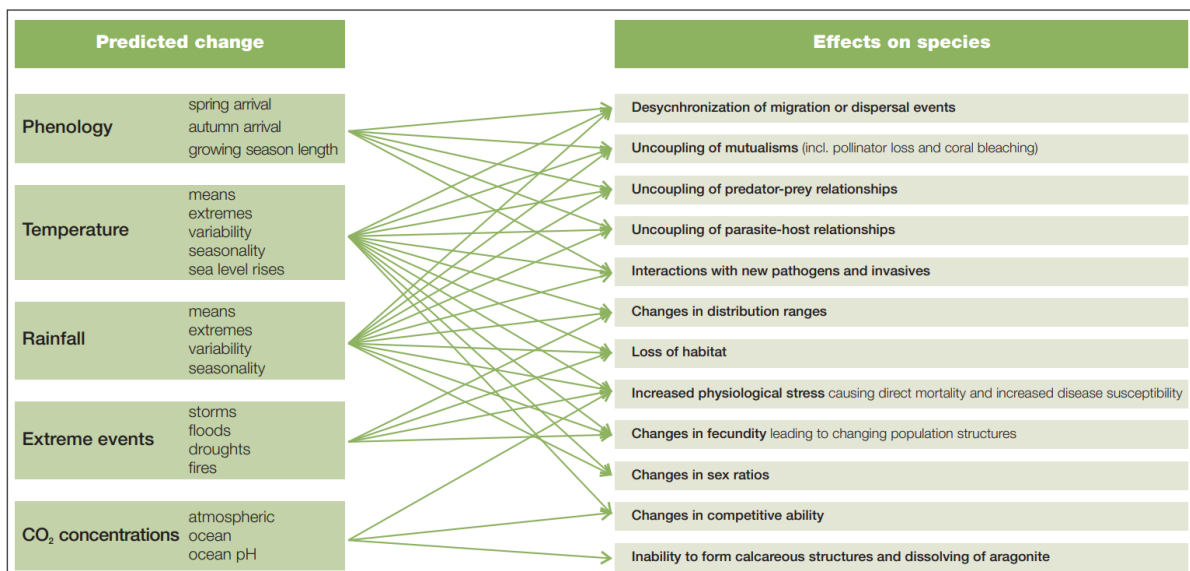 Predicted change
Effects on species
Phenology
spring arrival
autumn arrival
growing season length
Temperature
means
extremes
variability
seasonality
sea level rises
Rainfall
means
extremes
variability
seasonality
Extreme events
storms
floods
droughts
fires
CO₂ concentrations
atmospheric
ocean
ocean pH
Desycnhronization of migration or dispersal events
Uncoupling of mutualisms (incl. pollinator loss and coral bleaching)
Uncoupling of predator-prey relationships
Uncoupling of parasite-host relationships
Interactions with new pathogens and invasives
Changes in distribution ranges
Loss of habitat
Increased physiological stress causing direct mortality and increased disease susceptibility
Changes in fecundity leading to changing population structures
Changes in sex ratios
Changes in competitive ability
Inability to form calcareous structures and dissolving of aragonite